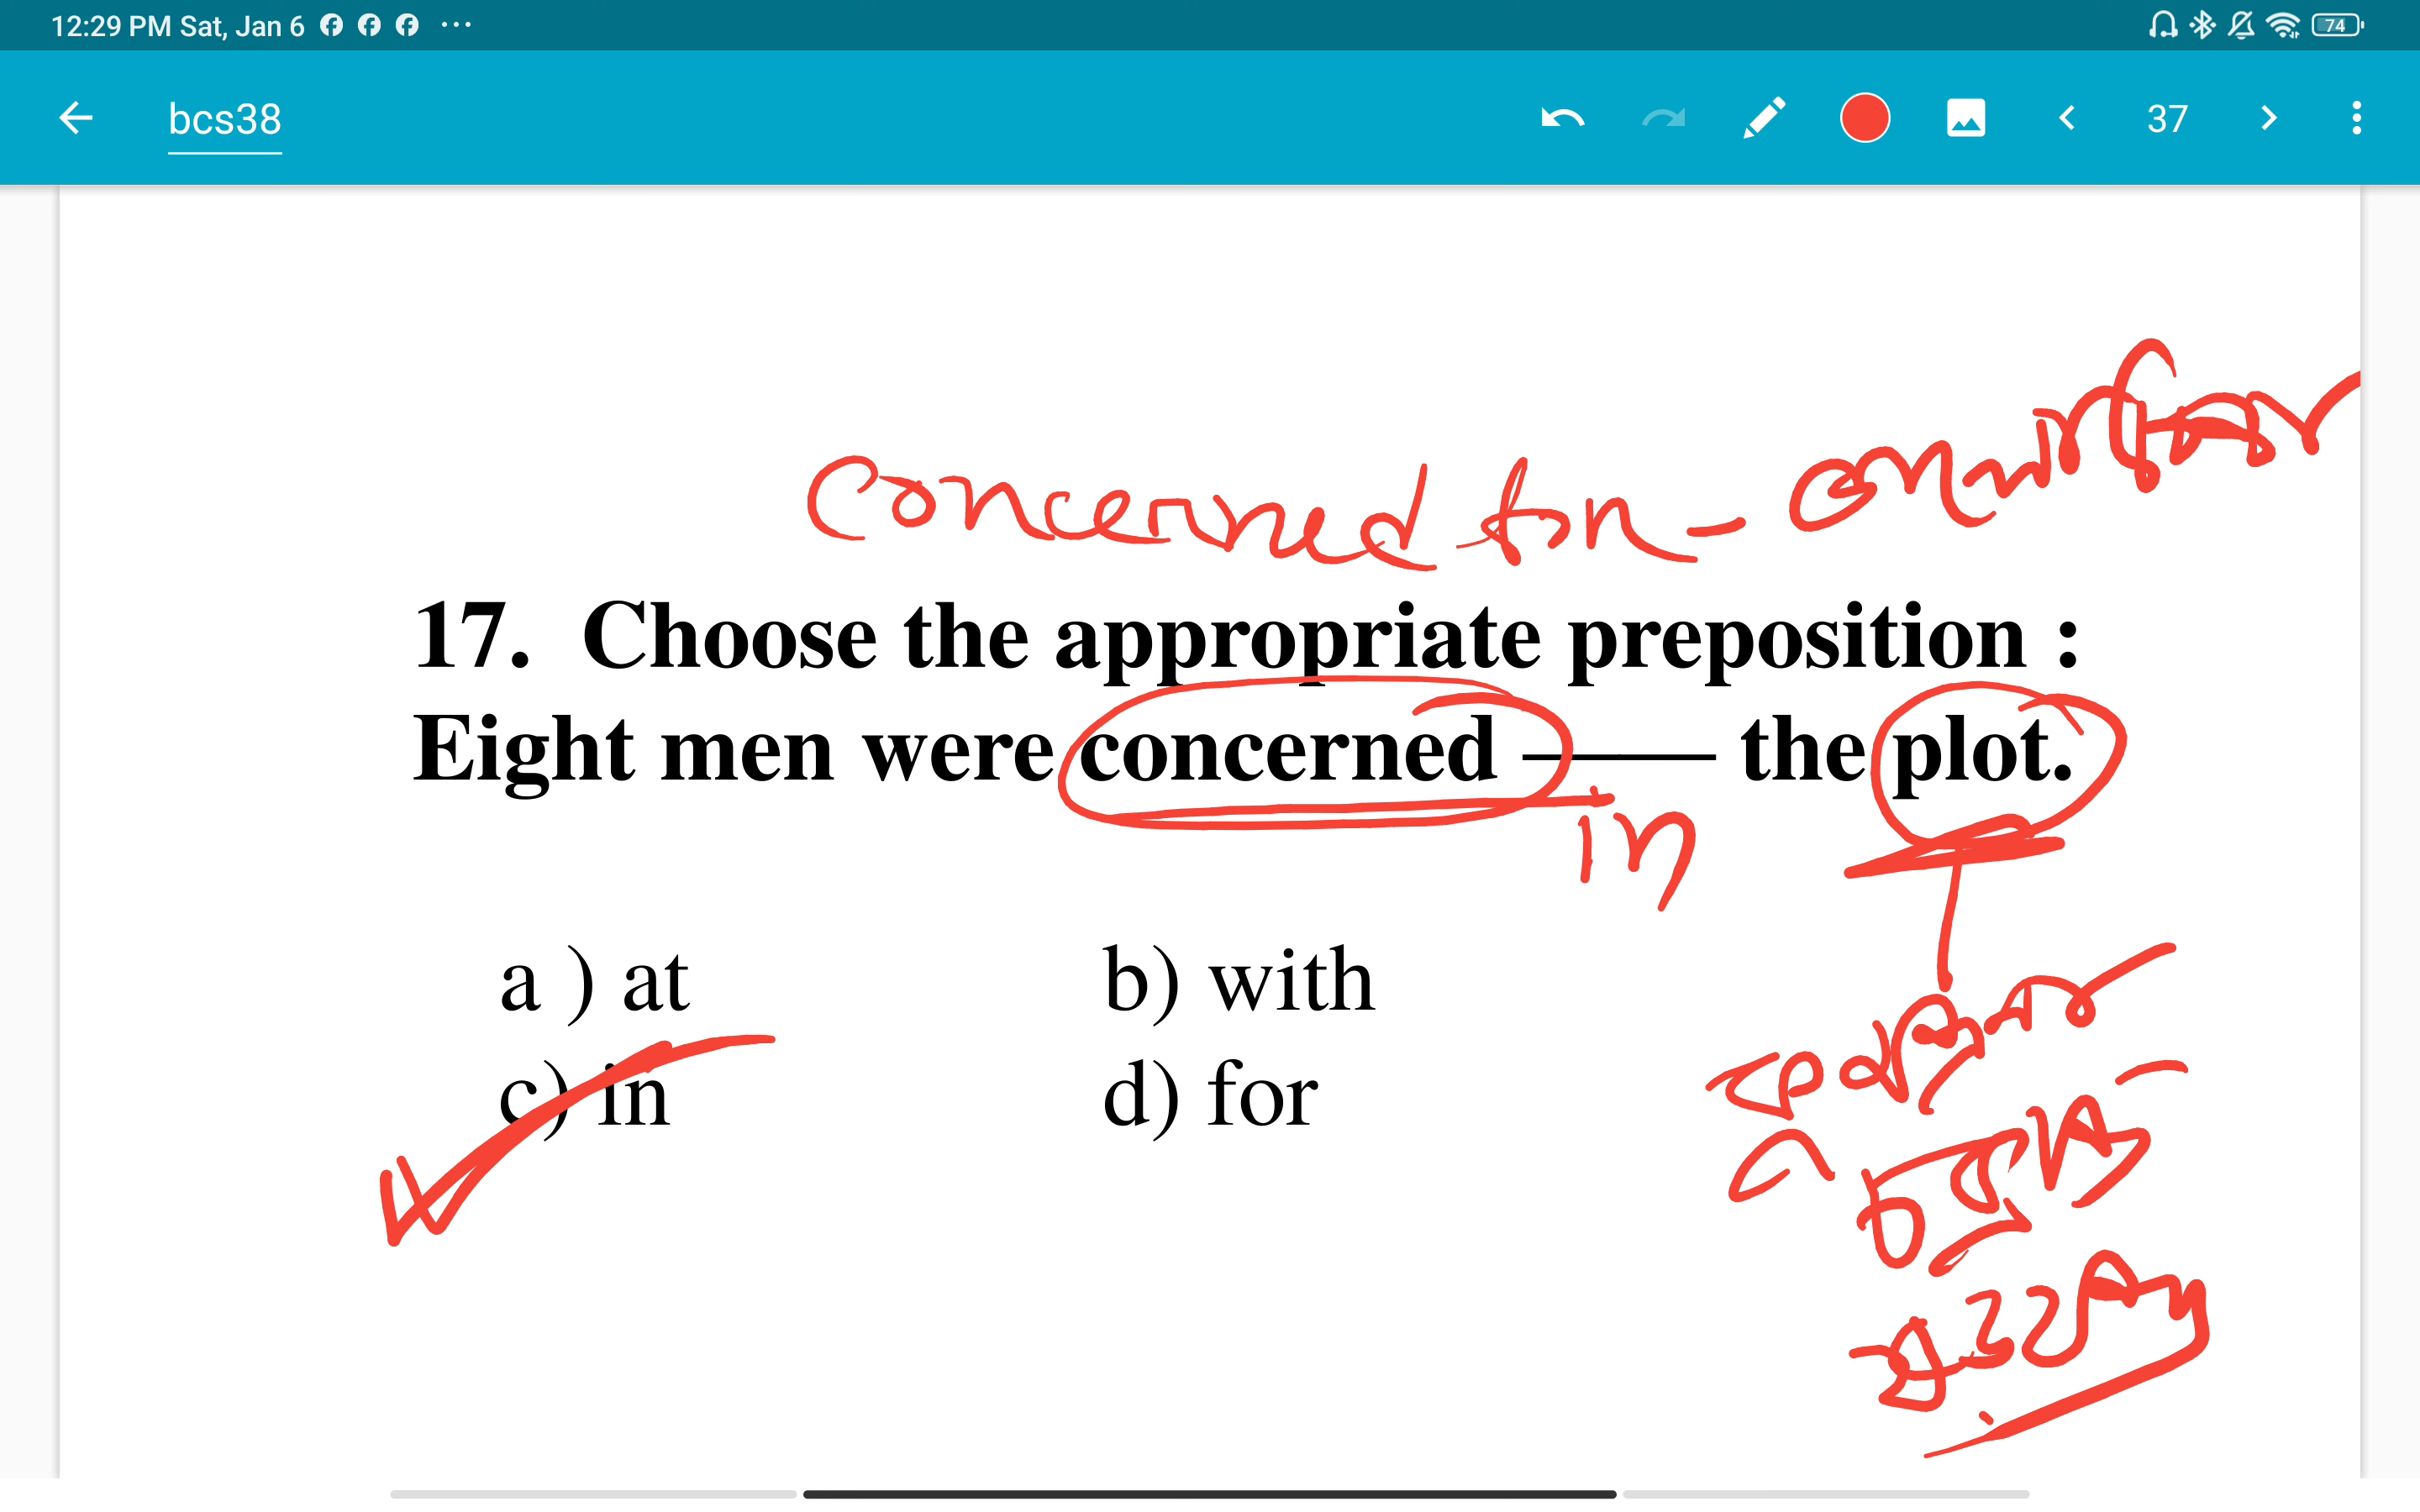 12:29 PM Sat, Jan 6 ...
74
bcs38
37
Concerned for -
17. Choose the appropriate preposition :
Eight men were concerned ——— the plot.
in
a ) at
b) with
c) in
d) for